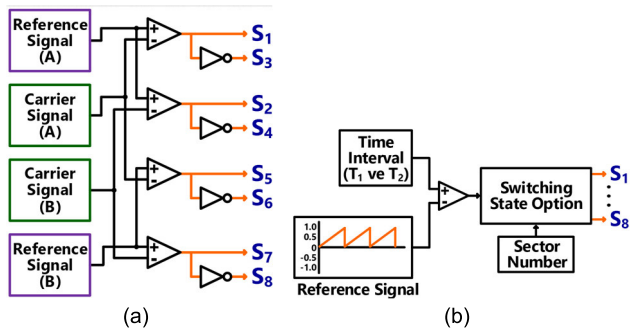 Reference
Signal
(A)
Carrier
Signal
(A)
Carrier
Signal
(B)
Reference
Signal
(B)
+
-
+
-
+
-
+
-
S1
S3
S2
S4
S5
S6
S7
S8
(a)
Time
Interval
(T1 ve T2)
1.0
0.5
0
-0.5
-1.0
Reference Signal
+
-
Switching
State Option
Sector
Number
S1
S8
(b)